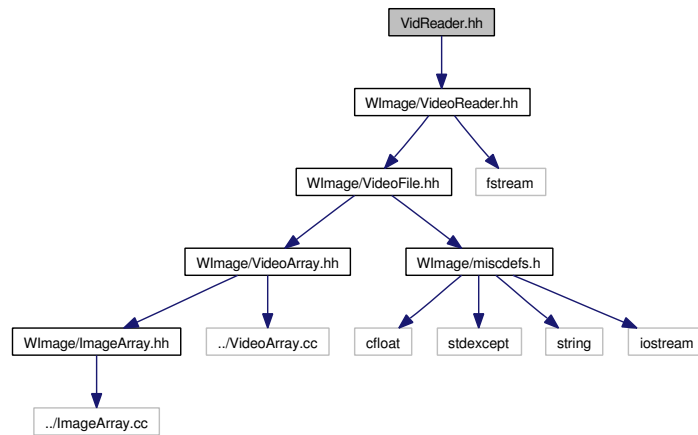 VidReader.hh
WImage/VideoReader.hh
WImage/VideoFile.hh
fstream
WImage/VideoArray.hh
WImage/miscdefs.h
WImage/ImageArray.hh
../VideoArray.cc
cfloat
stdexcept
string
iostream
../ImageArray.cc